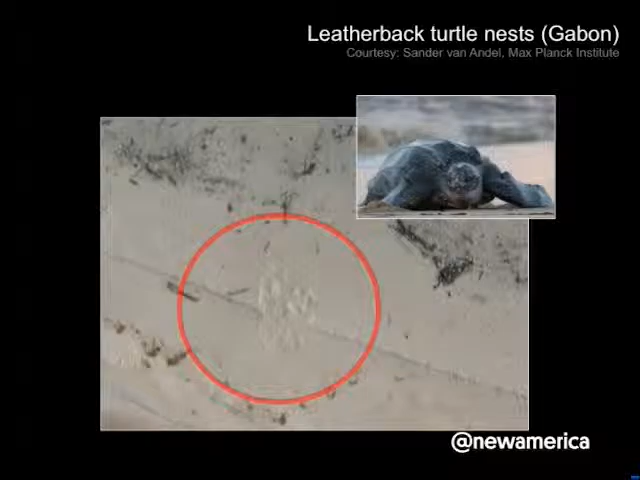 Leatherback turtle nests (Gabon)
Courtesy: Sander van Andel, Max Planck Institute
@newamerica